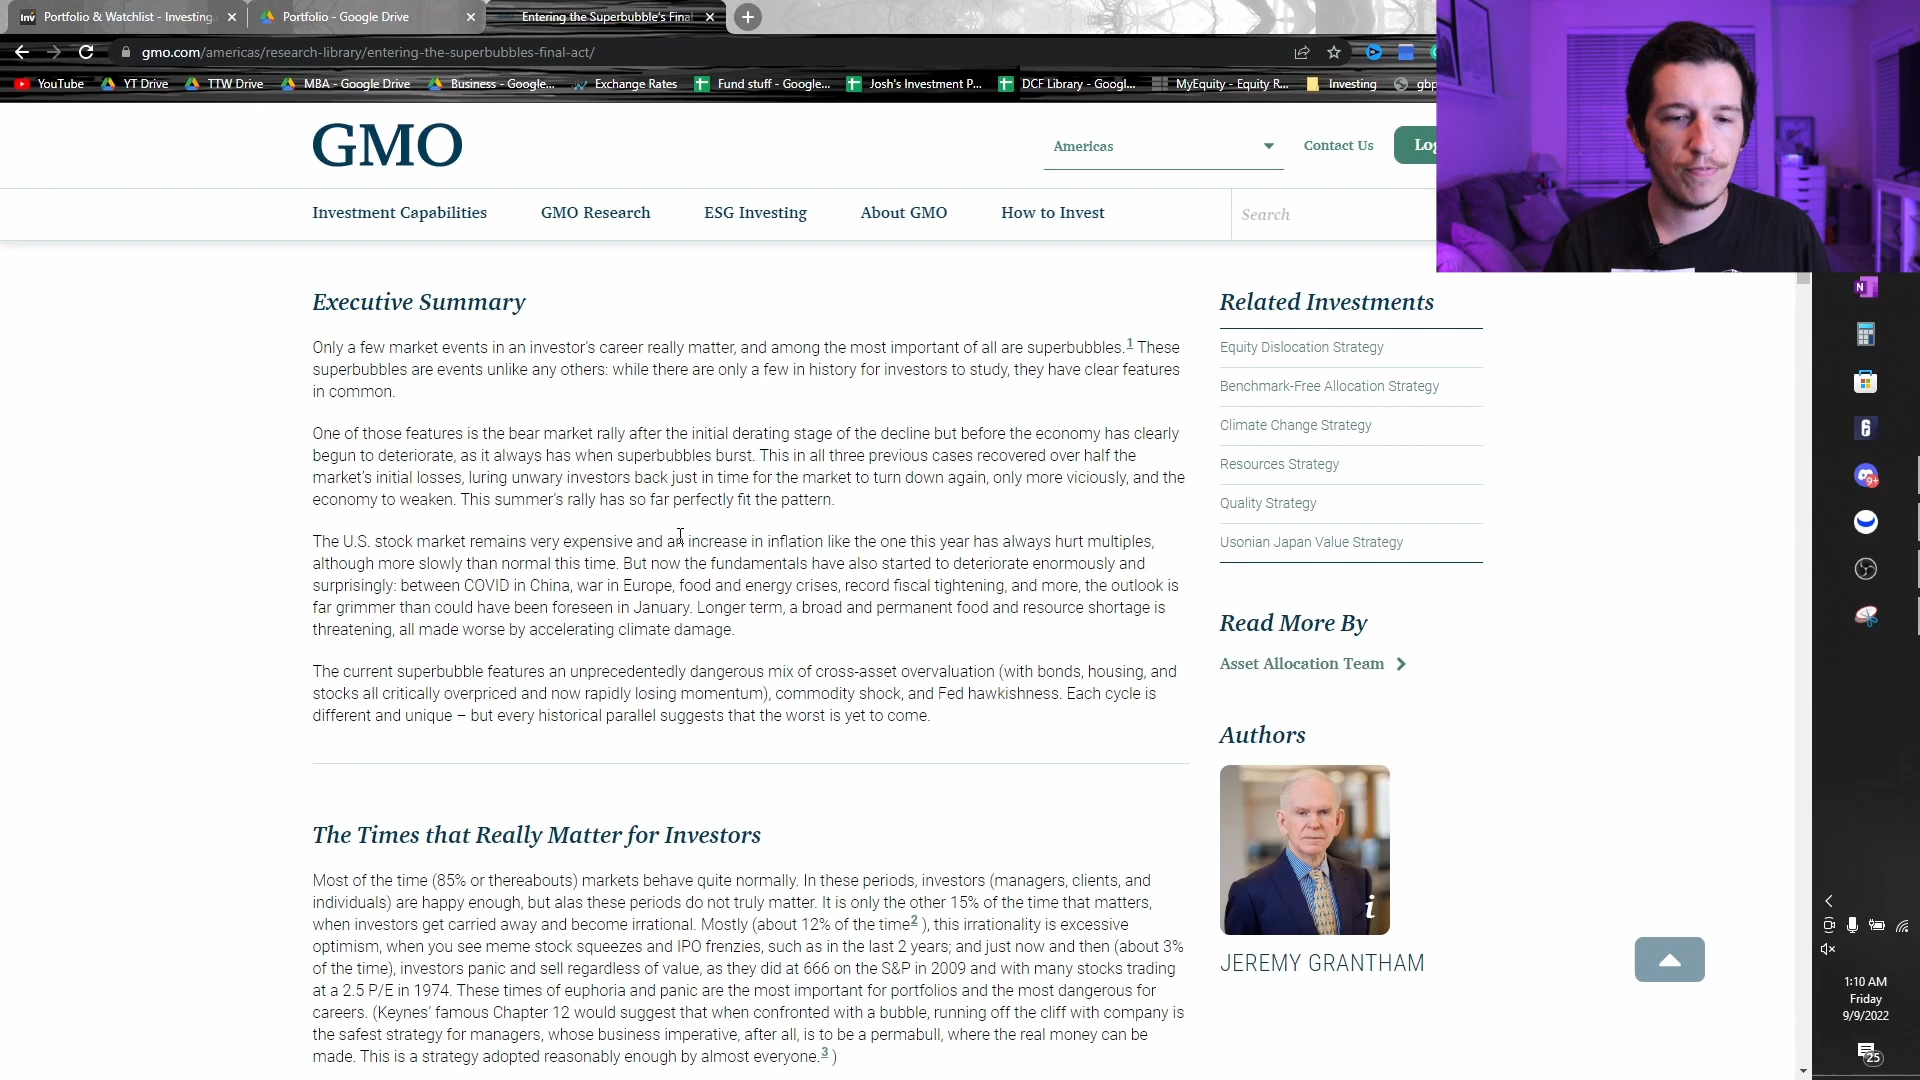 Portfolio & Watchlist - Investing.
Portfolio - Google Drive
Entering the Superbubble's Fina
gmo.com/americas/research-library/entering-the-superbubbles-final-act/
YouTube
YT Drive
TTW Drive
MBA - Google Drive
Business - Google...
Exchange Rates
Fund stuff - Google...
Josh's Investment P...
DCF Library - Googl...
MyEquity - Equity R...
Investing
gbp
GMO
Americas
Contact Us
Log
Investment Capabilities
GMO Research
ESG Investing
About GMO
How to Invest
Search
Executive Summary
Only a few market events in an investor's career really matter, and among the most important of all are superbubbles.1 These
superbubbles are events unlike any others: while there are only a few in history for investors to study, they have clear features
in common.
One of those features is the bear market rally after the initial derating stage of the decline but before the economy has clearly
begun to deteriorate, as it always has when superbubbles burst. This in all three previous cases recovered over half the
market's initial losses, luring unwary investors back just in time for the market to turn down again, only more viciously, and the
economy to weaken. This summer's rally has so far perfectly fit the pattern.
The U.S. stock market remains very expensive and an increase in inflation like the one this year has always hurt multiples,
although more slowly than normal this time. But now the fundamentals have also started to deteriorate enormously and
surprisingly: between COVID in China, war in Europe, food and energy crises, record fiscal tightening, and more, the outlook is
far grimmer than could have been foreseen in January. Longer term, a broad and permanent food and resource shortage is
threatening, all made worse by accelerating climate damage.
The current superbubble features an unprecedentedly dangerous mix of cross-asset overvaluation (with bonds, housing, and
stocks all critically overpriced and now rapidly losing momentum), commodity shock, and Fed hawkishness. Each cycle is
different and unique – but every historical parallel suggests that the worst is yet to come.
The Times that Really Matter for Investors
Most of the time (85% or thereabouts) markets behave quite normally. In these periods, investors (managers, clients, and
individuals) are happy enough, but alas these periods do not truly matter. It is only the other 15% of the time that matters,
when investors get carried away and become irrational. Mostly (about 12% of the time2 ), this irrationality is excessive
optimism, when you see meme stock squeezes and IPO frenzies, such as in the last 2 years; and just now and then (about 3%
of the time), investors panic and sell regardless of value, as they did at 666 on the S&P in 2009 and with many stocks trading
at a 2.5 P/E in 1974. These times of euphoria and panic are the most important for portfolios and the most dangerous for
careers. (Keynes' famous Chapter 12 would suggest that when confronted with a bubble, running off the cliff with company is
the safest strategy for managers, whose business imperative, after all, is to be a permabull, where the real money can be
made. This is a strategy adopted reasonably enough by almost everyone.3 )
Related Investments
Equity Dislocation Strategy
Benchmark-Free Allocation Strategy
Climate Change Strategy
Resources Strategy
Quality Strategy
Usonian Japan Value Strategy
Read More By
Asset Allocation Team
Authors
i
JEREMY GRANTHAM
N
6
9+
1:10 AM
Friday
9/9/2022
25